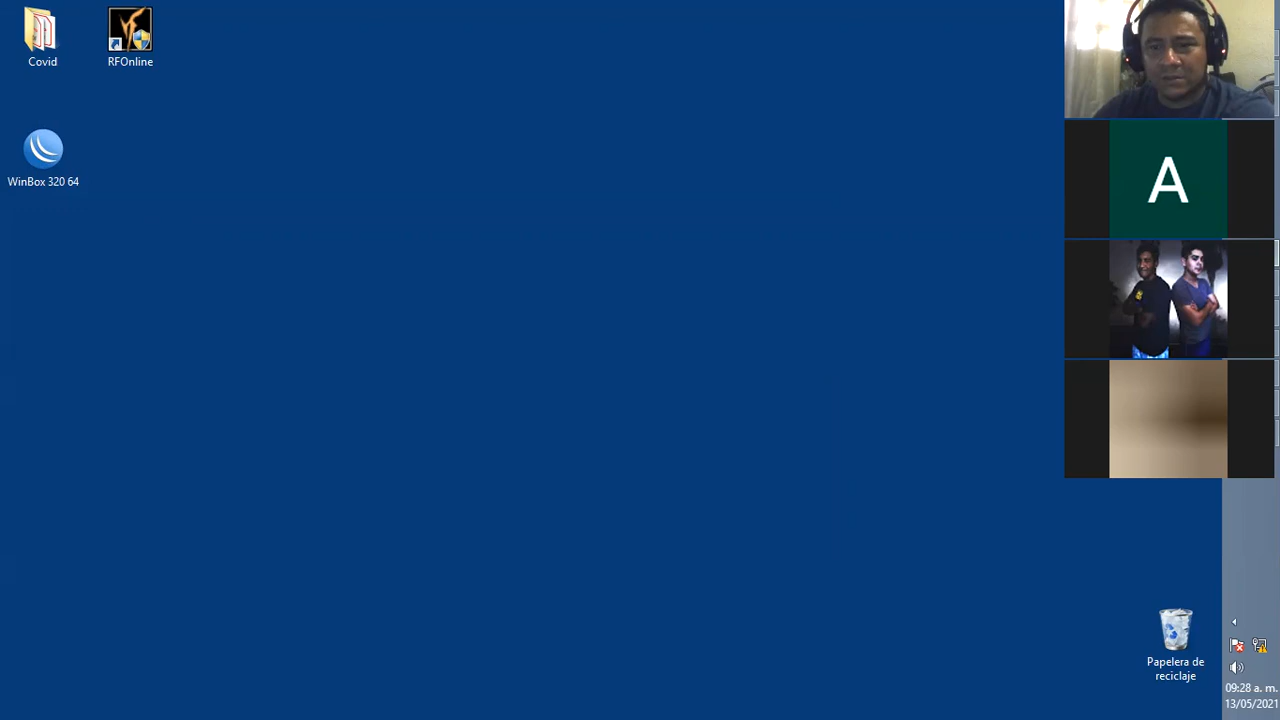 Covid
RFOnline
WinBox 320 64
A
Papelera de
reciclaje
09:28 a. m.
13/05/2021